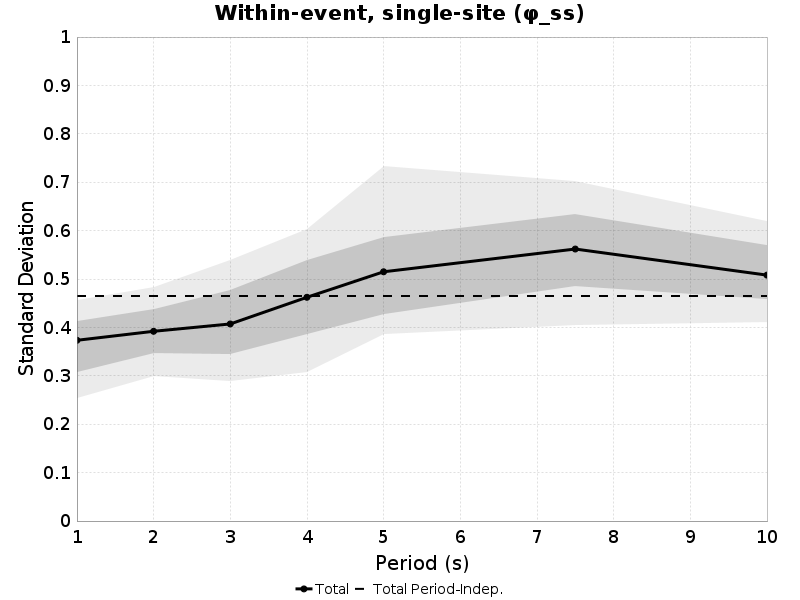 Within-event, single-site (φ_ss)
1
0.9
0.8
0.7
0.6
0.5
0.4
0.3
0.2
0.1
0
Standard Deviation
1 2 3 4 5 6 7 8 9 10
Period (s)
Total Total Period-Indep.